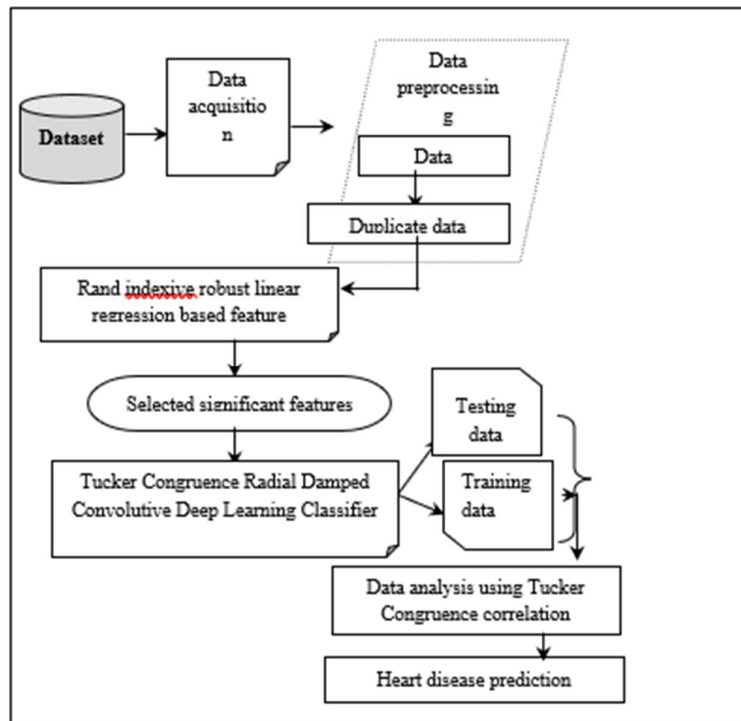 Dataset
Data
acquisitio
n
Data
preprocessin
g
Data
Duplicate data
Rand indexive robust linear
regression based feature
Selected significant features
Tucker Congruence Radial Damped
Convolutive Deep Learning Classifier
Testing
data
Training
data
Data analysis using Tucker
Congruence correlation
Heart disease prediction